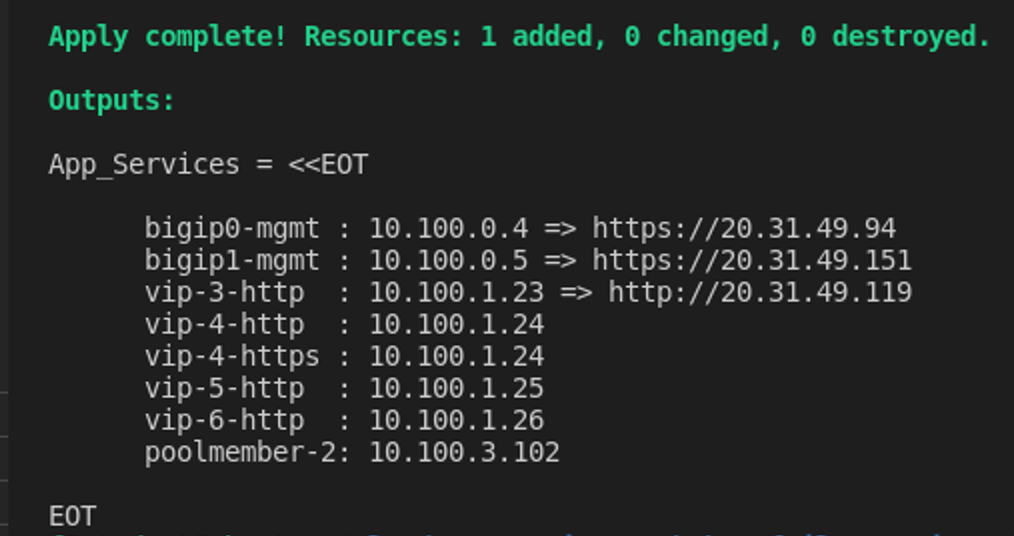 Apply complete! Resources: 1 added, 0 changed, 0 destroyed.
Outputs:
App_Services = <<EOT
bigip0-mgmt : 10.100.0.4 => https://20.31.49.94
bigip1-mgmt : 10.100.0.5 => https://20.31.49.151
vip-3-http  : 10.100.1.23 => http://20.31.49.119
vip-4-http  : 10.100.1.24
vip-4-https : 10.100.1.24
vip-5-http  : 10.100.1.25
vip-6-http  : 10.100.1.26
poolmember-2: 10.100.3.102
EOT